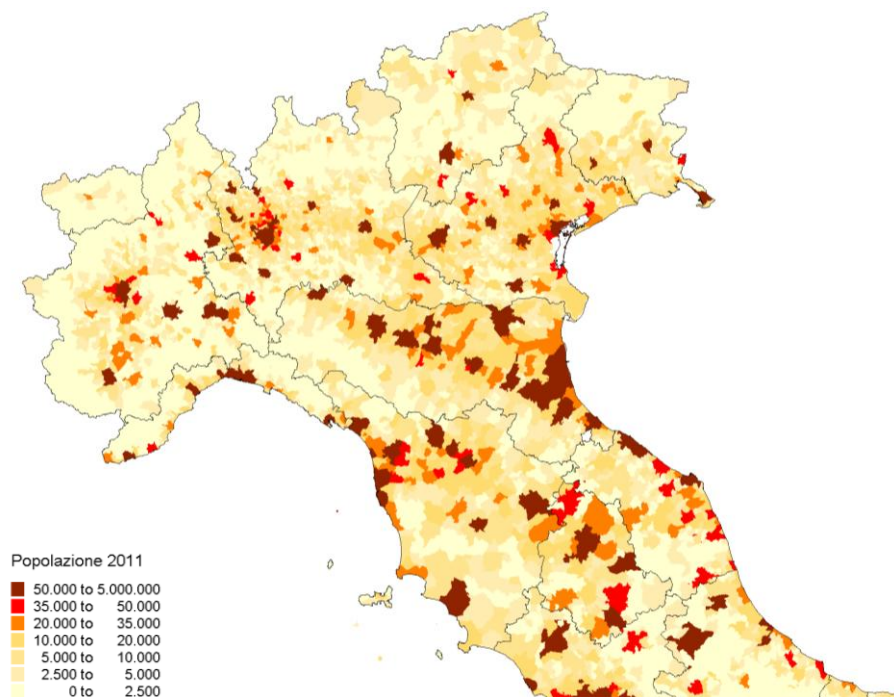 Popolazione 2011
50.000 to 5.000.000
35.000 to 50.000
20.000 to 35.000
10.000 to 20.000
5.000 to 10.000
2.500 to 5.000
0 to 2.500